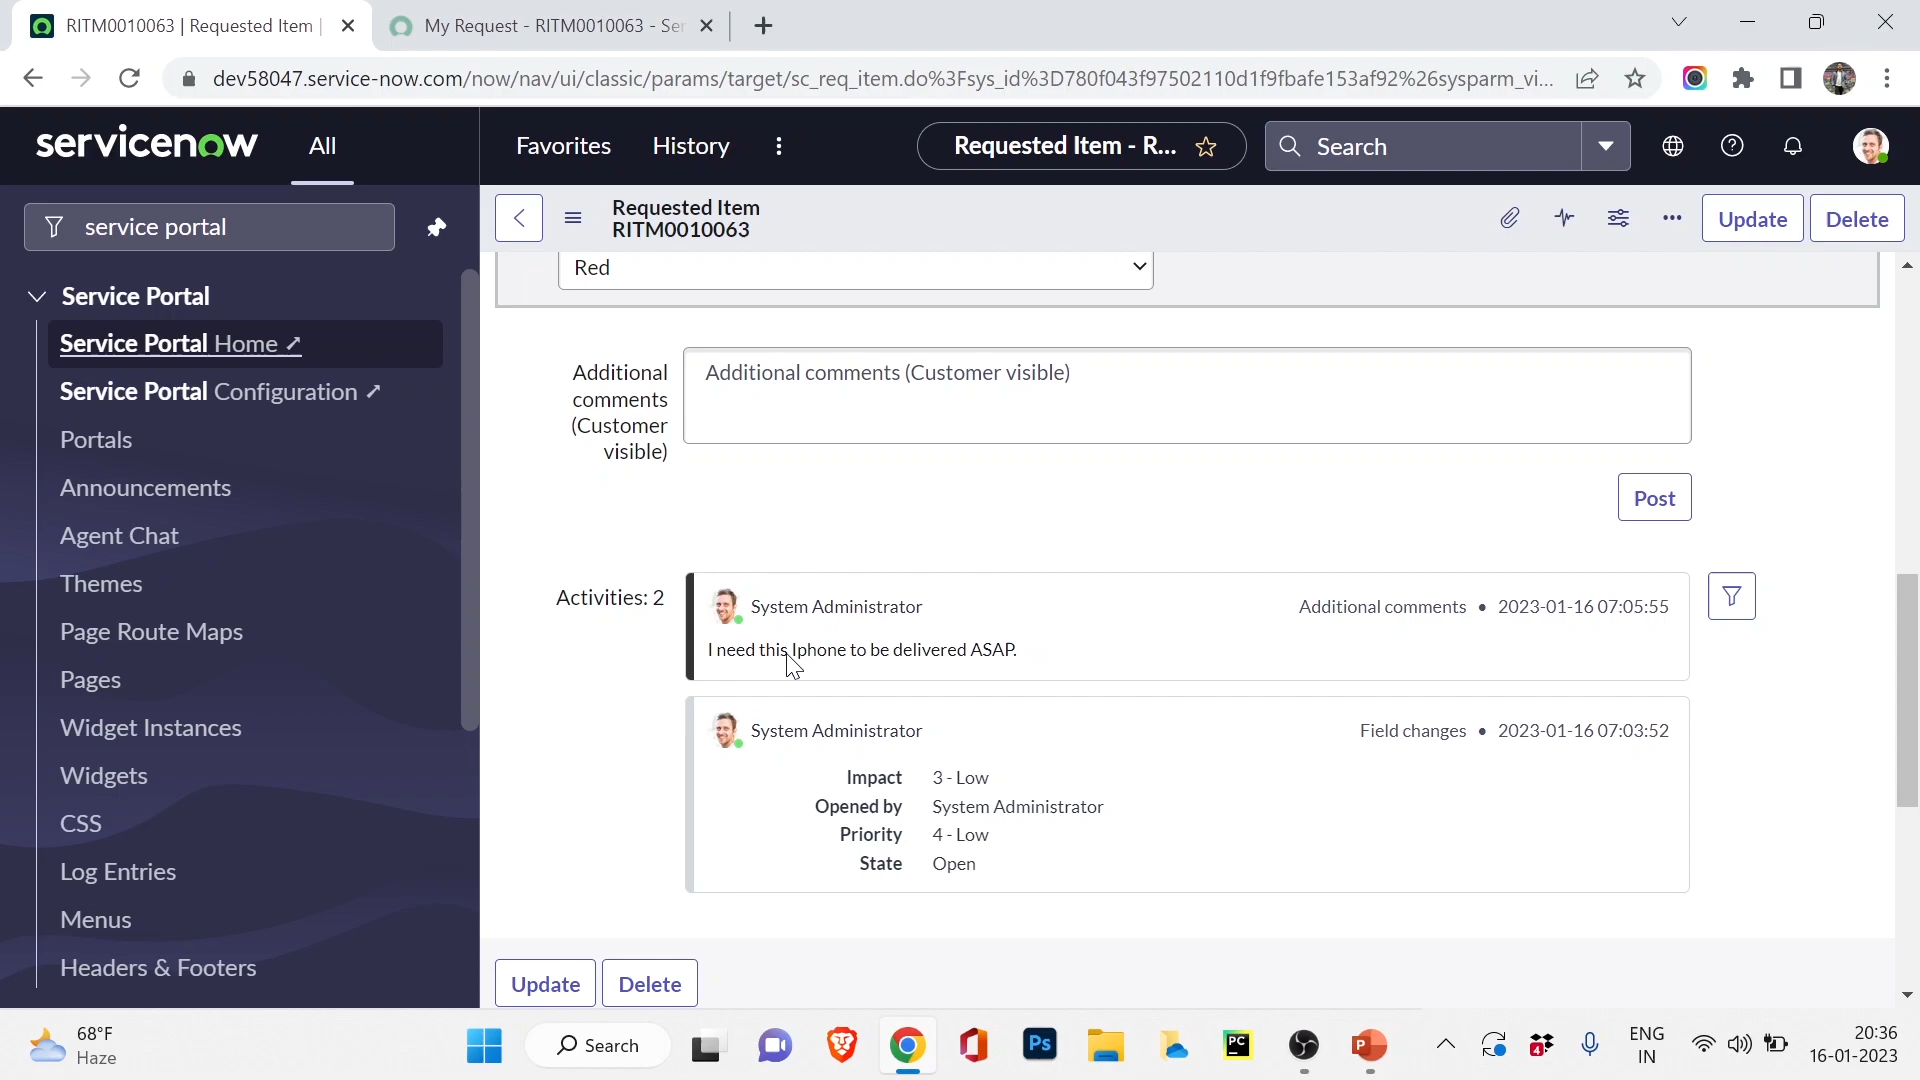 RITM0010063 | Requested Item |
My Request - RITM0010063 - Ser
dev58047.service-now.com/now/nav/ui/classic/params/target/sc_req_item.do%3Fsys_id%3D780f043f97502110d1f9fbafe153af92%26sysparm_vi...
servicenow
All
Favorites
History
Requested Item - R...
Search
service portal
Requested Item
RITM0010063
Update
Delete
Service Portal
Service Portal Home
Service Portal Configuration
Portals
Announcements
Agent Chat
Themes
Page Route Maps
Pages
Widget Instances
Widgets
CSS
Log Entries
Menus
Headers & Footers
Red
Additional
comments
(Customer
visible)
Additional comments (Customer visible)
Post
Activities: 2
System Administrator
Additional comments • 2023-01-16 07:05:55
I need this Iphone to be delivered ASAP.
System Administrator
Field changes • 2023-01-16 07:03:52
Impact 3 - Low
Opened by System Administrator
Priority 4 - Low
State Open
Update
Delete
68°F
Haze
Search
Ps
PC
P
4
ENG
IN
20:36
16-01-2023